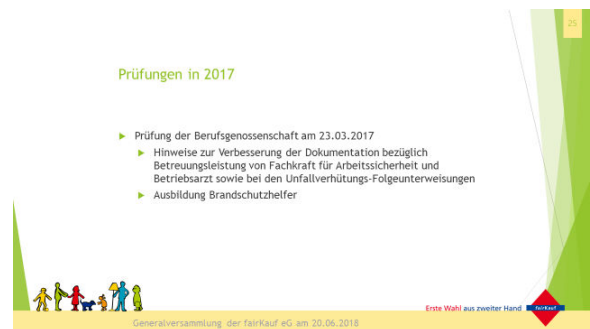 25
Prüfungen in 2017
Prüfung der Berufsgenossenschaft am 23.03.2017
Hinweise zur Verbesserung der Dokumentation bezüglich
Betreuungsleistung von Fachkraft für Arbeitssicherheit und
Betriebsarzt sowie bei den Unfallverhütungs-Folgeunterweisungen
Ausbildung Brandschutzhelfer
Erste Wahl aus zweiter Hand
fairKauf
Generalversammlung der fairKauf eG am 20.06.2018